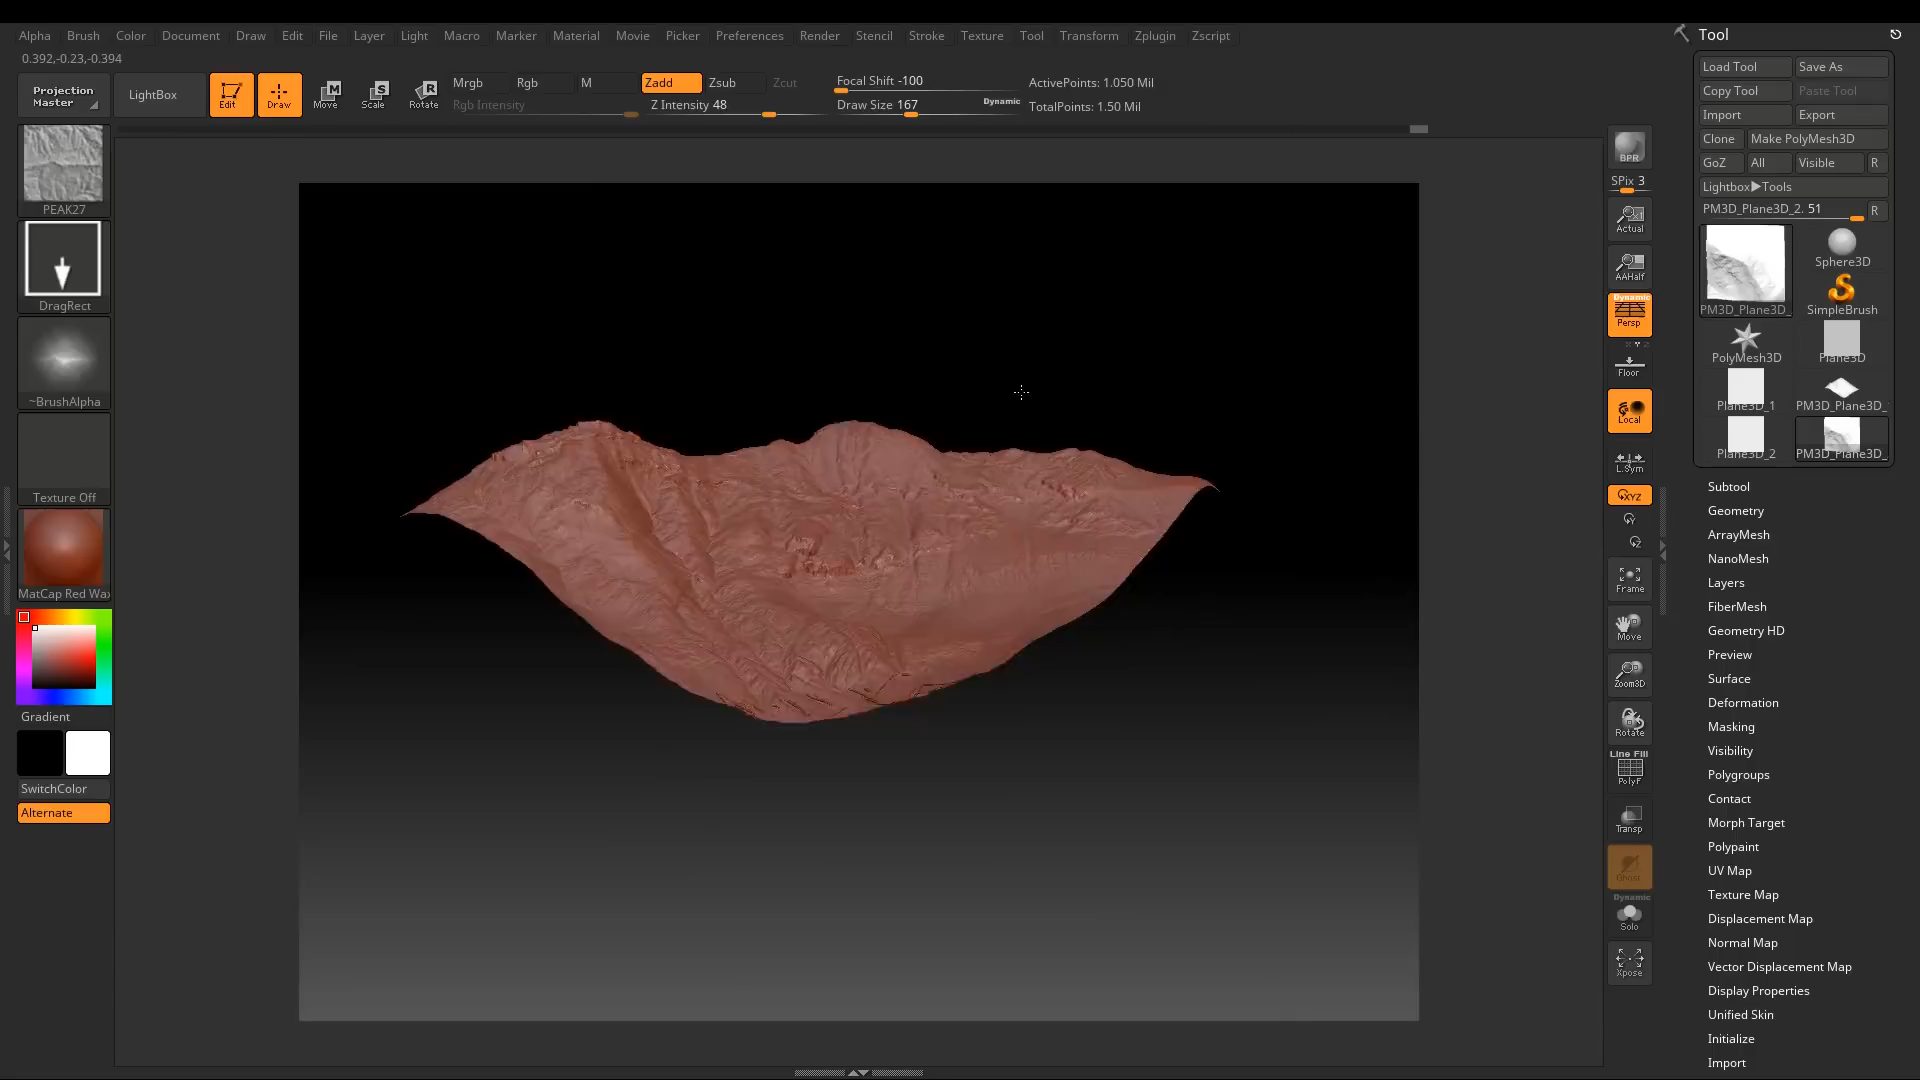 Alpha Brush Color Document Draw Edit File Layer Light Macro Marker Material Movie Picker Preferences Render Stencil Stroke Texture Tool Transform Zplugin Zscript
0.392,-0.23,-0.394
Projection Master
LightBox
Edit
Draw
Move
Scale
Rotate
Mrgb Rgb M
Rgb Intensity
Zadd Zsub Zcut
Z Intensity 48
Focal Shift -100
Draw Size 167
Dynamic
ActivePoints: 1.050 Mil
TotalPoints: 1.50 Mil
PEAK27
DragRect
~BrushAlpha
Texture Off
MatCap Red Wax
Gradient
SwitchColor
Alternate
BPR
SPix 3
Actual
AAHalf
Dynamic
Persp
Floor
Local
L.Sym
XYZ
Y
Z
Frame
Move
Zoom3D
Rotate
Line Fill
PolyF
Transp
Ghost
Dynamic
Solo
Xpose
Tool
Load Tool Save As
Copy Tool Paste Tool
Import Export
Clone Make PolyMesh3D
GoZ All Visible R
Lightbox▶Tools
PM3D_Plane3D_2. 51 R
PM3D_Plane3D_
Sphere3D
SimpleBrush
PolyMesh3D Plane3D
Plane3D_1 PM3D_Plane3D_
Plane3D_2 PM3D_Plane3D_
Subtool
Geometry
ArrayMesh
NanoMesh
Layers
FiberMesh
Geometry HD
Preview
Surface
Deformation
Masking
Visibility
Polygroups
Contact
Morph Target
Polypaint
UV Map
Texture Map
Displacement Map
Normal Map
Vector Displacement Map
Display Properties
Unified Skin
Initialize
Import